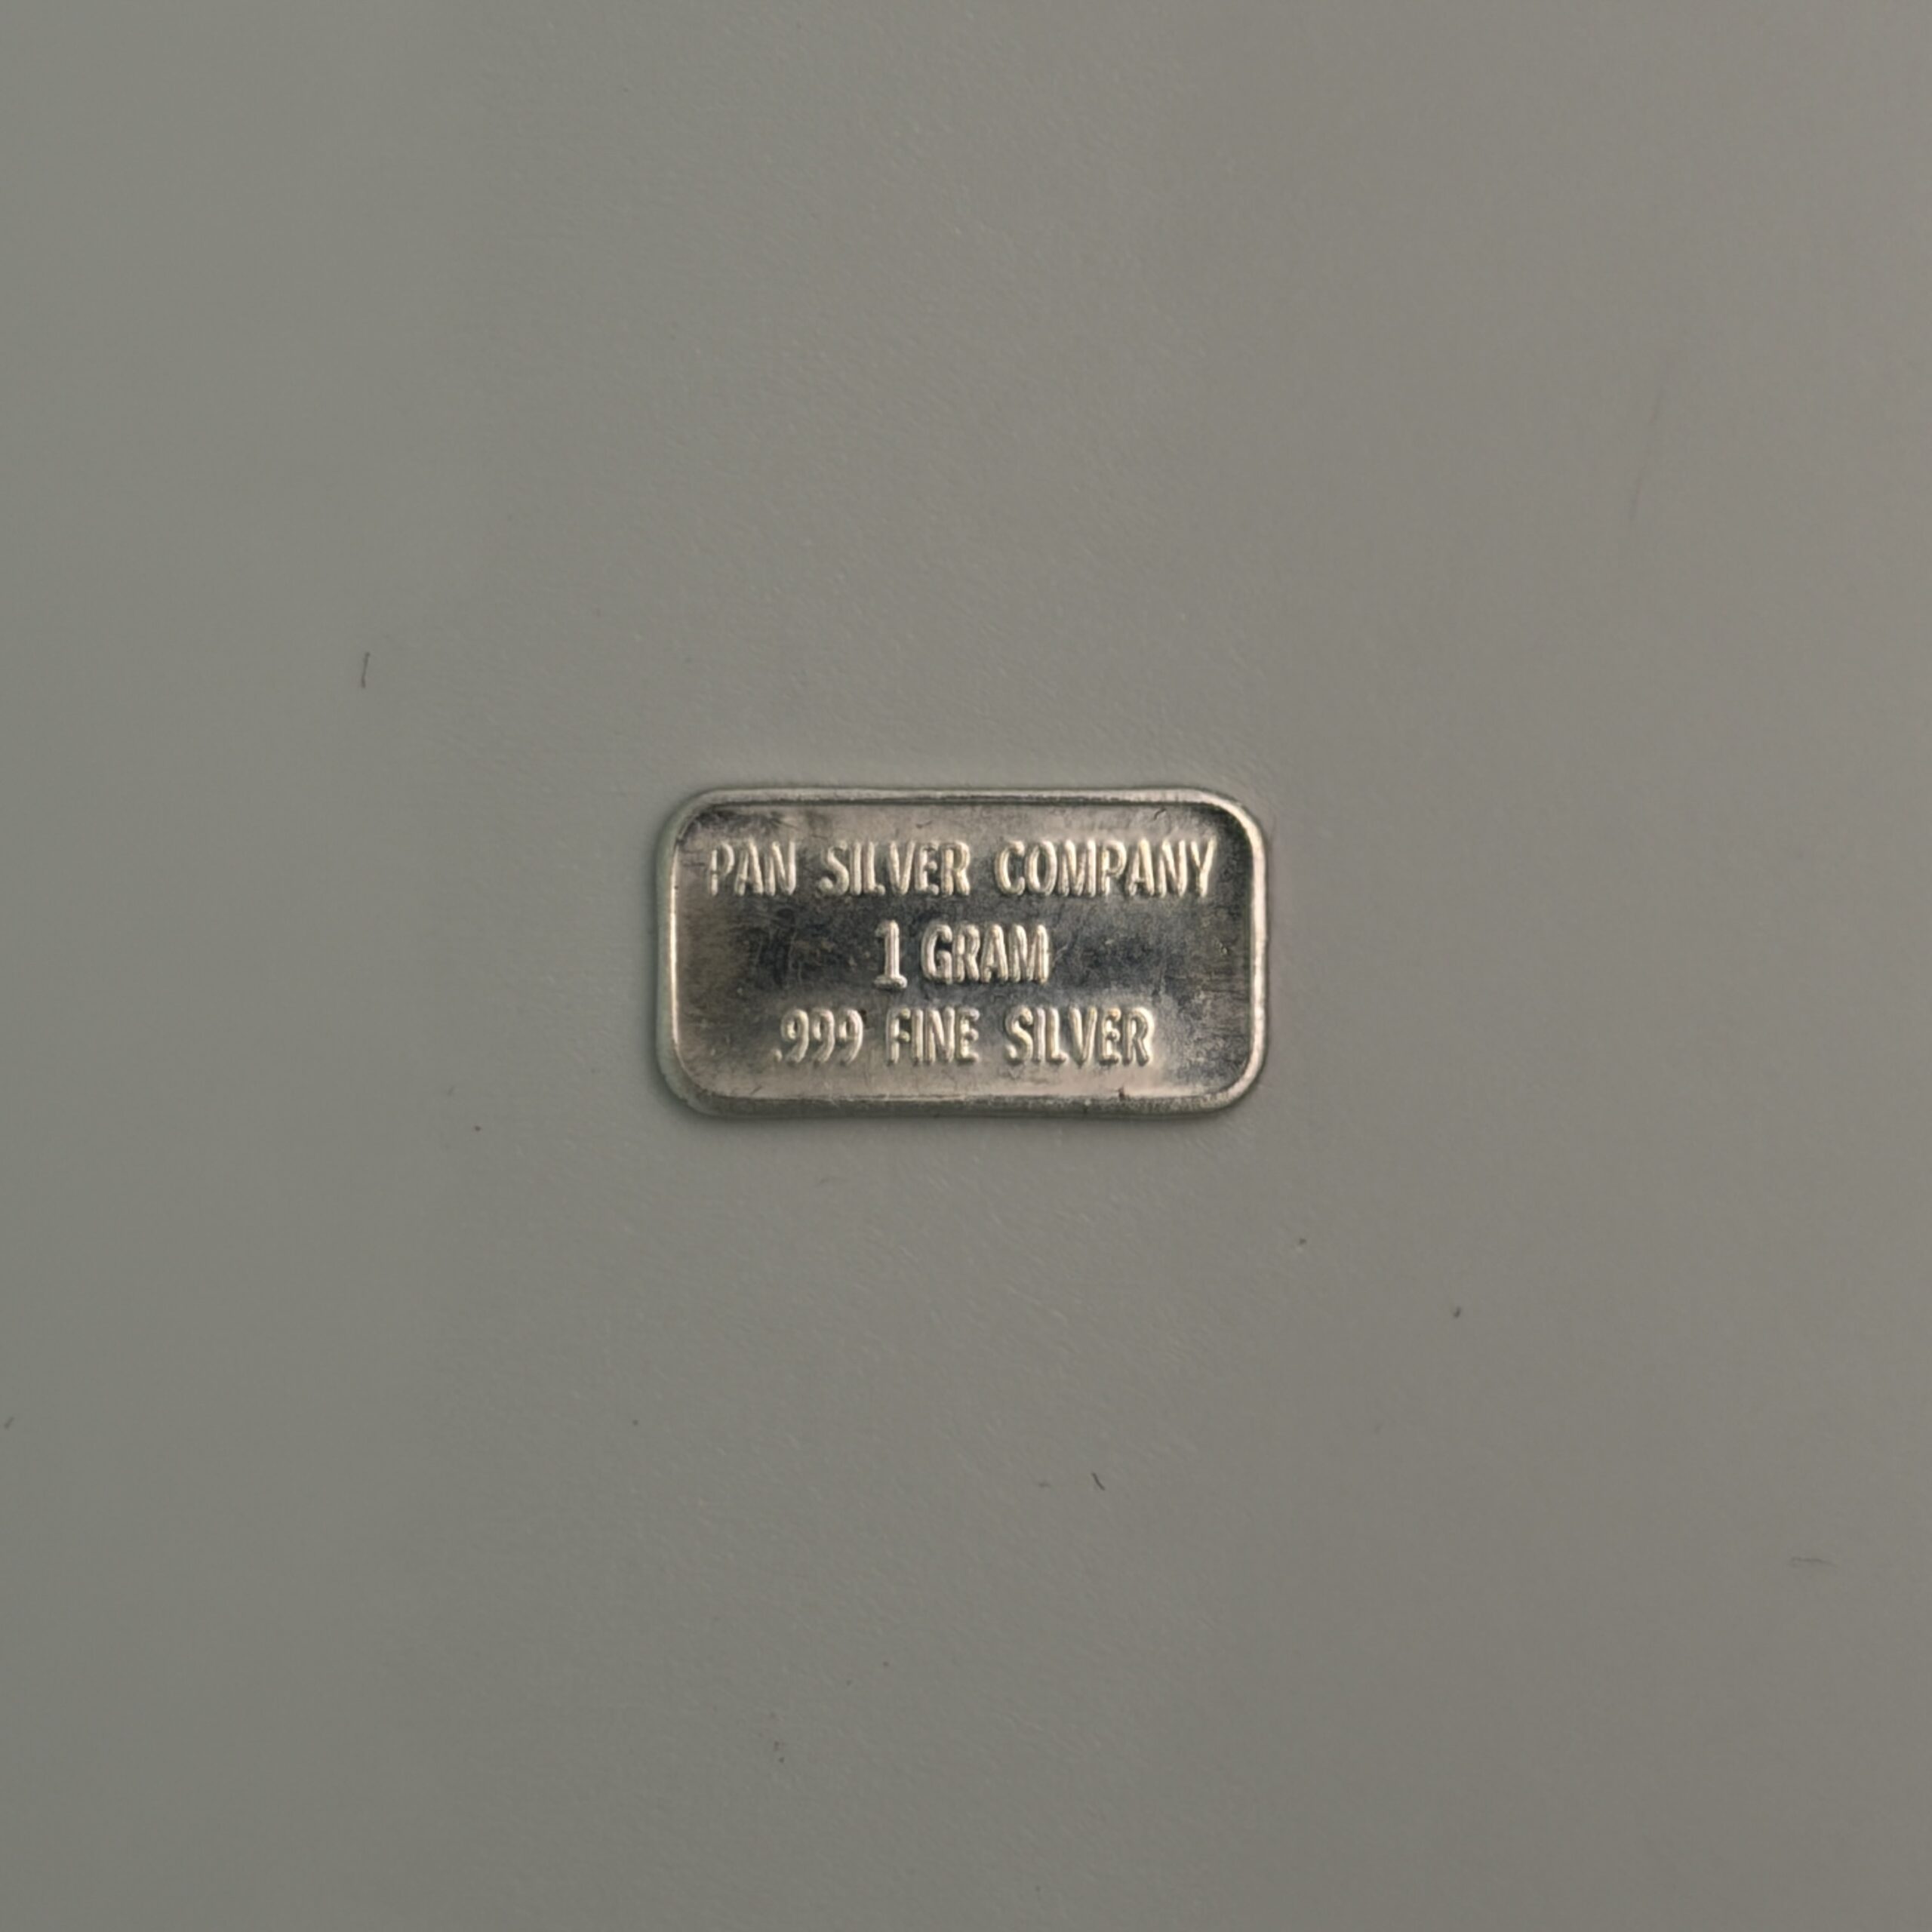 PAN SILVER COMPANY
1 GRAM
.999 FINE SILVER